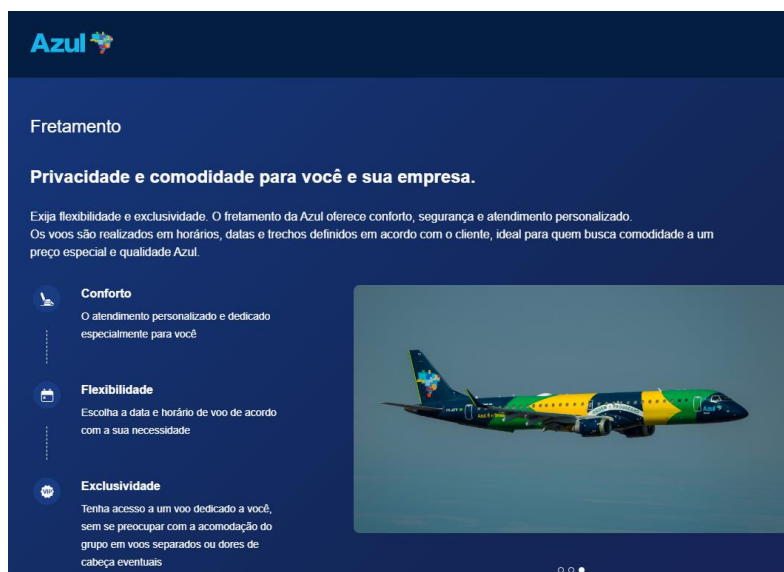 Azul
Fretamento
Privacidade e comodidade para você e sua empresa.
Exija flexibilidade e exclusividade. O fretamento da Azul oferece conforto, segurança e atendimento personalizado.
Os voos são realizados em horários, datas e trechos definidos em acordo com o cliente, ideal para quem busca comodidade a um
preço especial e qualidade Azul.
Conforto
O atendimento personalizado e dedicado
especialmente para você
Flexibilidade
Escolha a data e horário de voo de acordo
com a sua necessidade
VIP
Exclusividade
Tenha acesso a um voo dedicado a você,
sem se preocupar com a acomodação do
grupo em voos separados ou dores de
cabeça eventuais
Azul